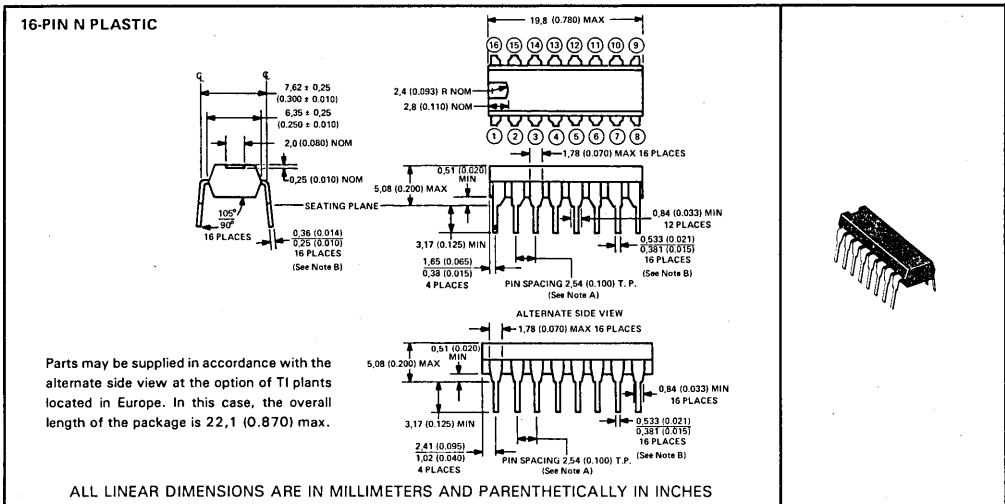 16-PIN N PLASTIC
19,8 (0.780) MAX
16 15 14 13 12 11 10 9
2,4 (0.093) R NOM
2,8 (0.110) NOM
1 2 3 4 5 6 7 8
℄ ℄
7,62 ± 0,25
(0.300 ± 0.010)
6,35 ± 0,25
(0.250 ± 0.010)
2,0 (0.080) NOM
0,25 (0.010) NOM
105°
90°
16 PLACES
0,36 (0.014)
0,25 (0.010)
16 PLACES
(See Note B)
SEATING PLANE
1,78 (0.070) MAX 16 PLACES
0,51 (0.020)
MIN
5,08 (0.200) MAX
0,84 (0.033) MIN
12 PLACES
3,17 (0.125) MIN
0,533 (0.021)
0,381 (0.015)
16 PLACES
(See Note B)
1,65 (0.065)
0,38 (0.015)
4 PLACES
PIN SPACING 2,54 (0.100) T.P.
(See Note A)
ALTERNATE SIDE VIEW
1,78 (0.070) MAX 16 PLACES
0,51 (0.020)
MIN
5,08 (0.200) MAX
0,84 (0.033) MIN
16 PLACES
3,17 (0.125) MIN
0,533 (0.021)
0,381 (0.015)
16 PLACES
(See Note B)
2,41 (0.095)
1,02 (0.040)
4 PLACES
PIN SPACING 2,54 (0.100) T.P.
(See Note A)
Parts may be supplied in accordance with the
alternate side view at the option of TI plants
located in Europe. In this case, the overall
length of the package is 22,1 (0.870) max.
ALL LINEAR DIMENSIONS ARE IN MILLIMETERS AND PARENTHETICALLY IN INCHES